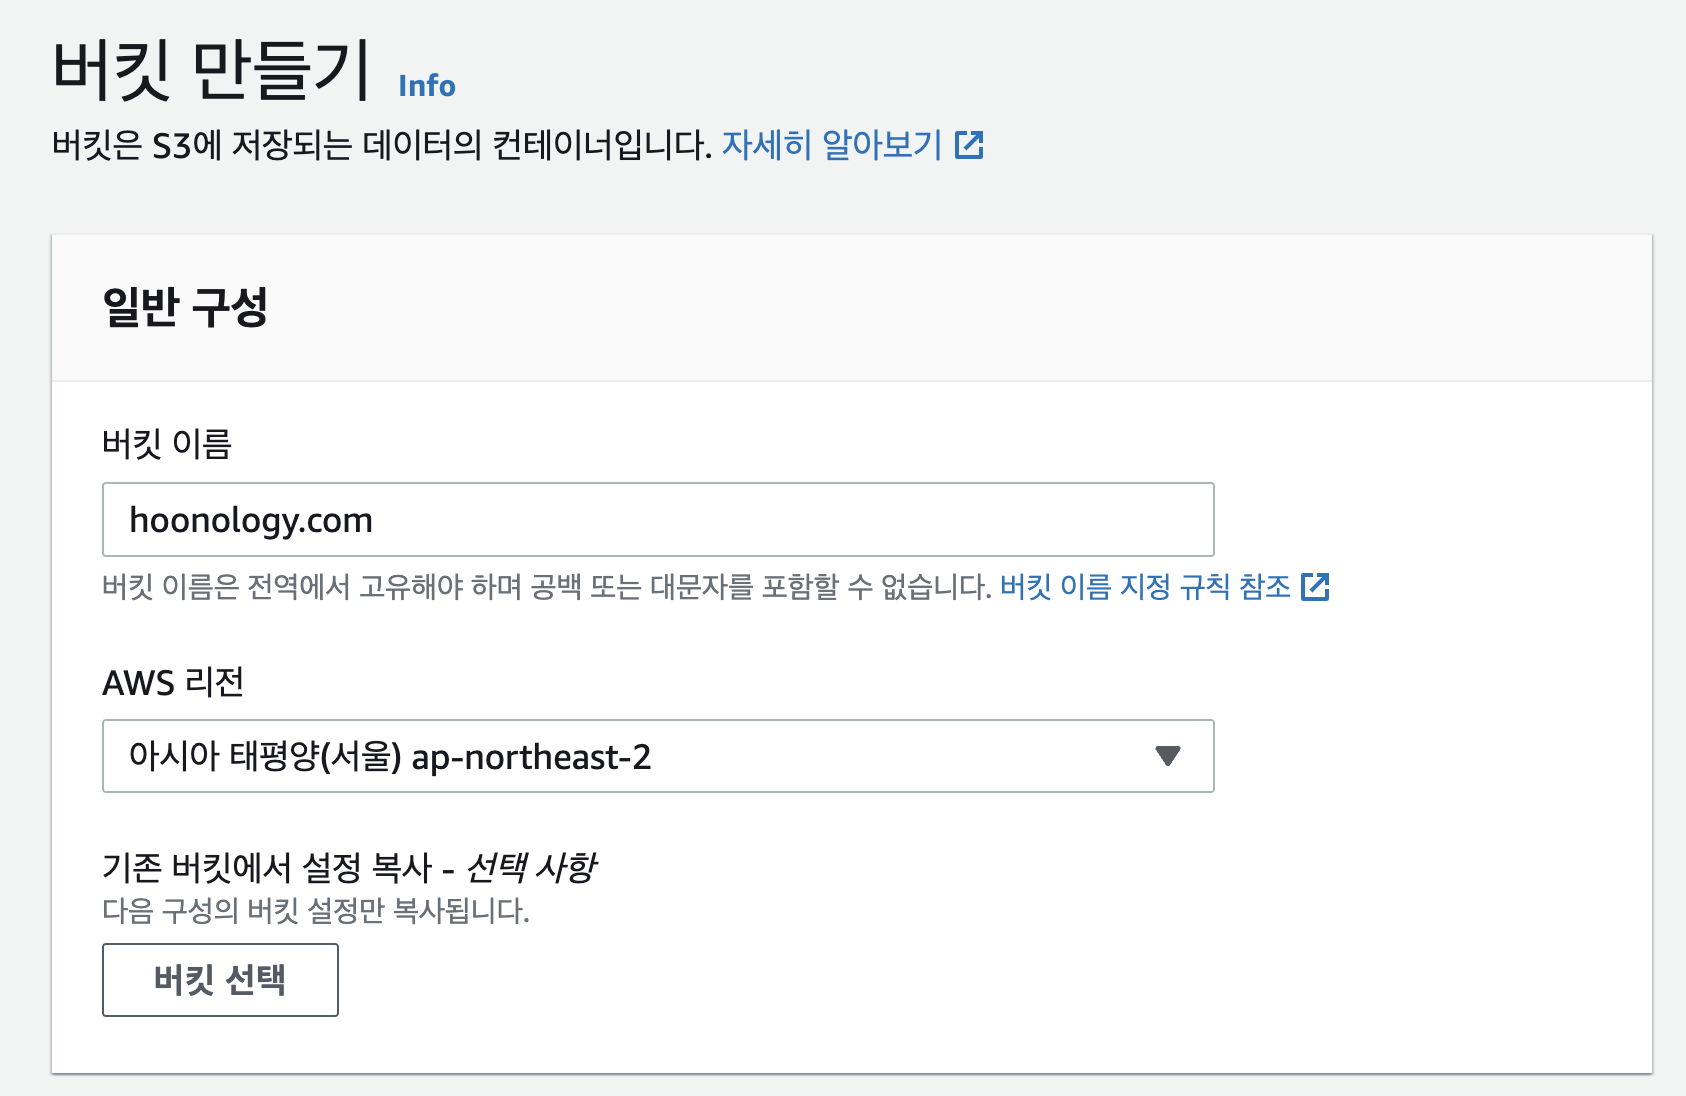 버킷 만들기 Info
버킷은 S3에 저장되는 데이터의 컨테이너입니다. 자세히 알아보기
일반 구성
버킷 이름
hoonology.com
버킷 이름은 전역에서 고유해야 하며 공백 또는 대문자를 포함할 수 없습니다. 버킷 이름 지정 규칙 참조
AWS 리전
아시아 태평양(서울) ap-northeast-2
기존 버킷에서 설정 복사 - 선택 사항
다음 구성의 버킷 설정만 복사됩니다.
버킷 선택